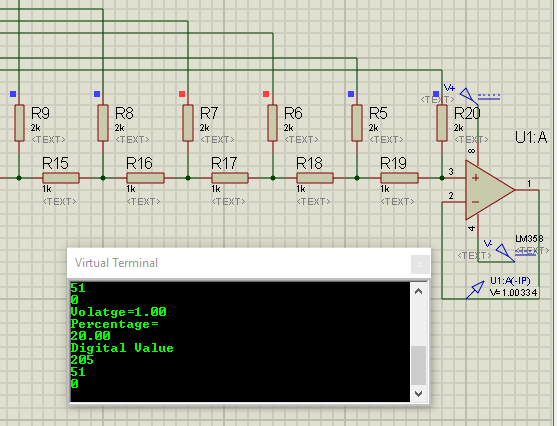 V+
R9
R8
R7
R6
R5
<TEXT>
R20
2k
2k
2k
2k
2k
2k
<TEXT>
<TEXT>
<TEXT>
<TEXT>
<TEXT>
<TEXT>
U1:A
8
R15
R16
R17
R18
R19
3
1
1k
1k
1k
1k
1k
2
<TEXT>
<TEXT>
<TEXT>
<TEXT>
<TEXT>
4
V-
LM358
<TEXT>
<TEXT>
Virtual Terminal
x
U1:A(-IP)
V=1.00334
51
0
Volatge=1.00
Percentage=
20.00
Digital Value
205
51
0